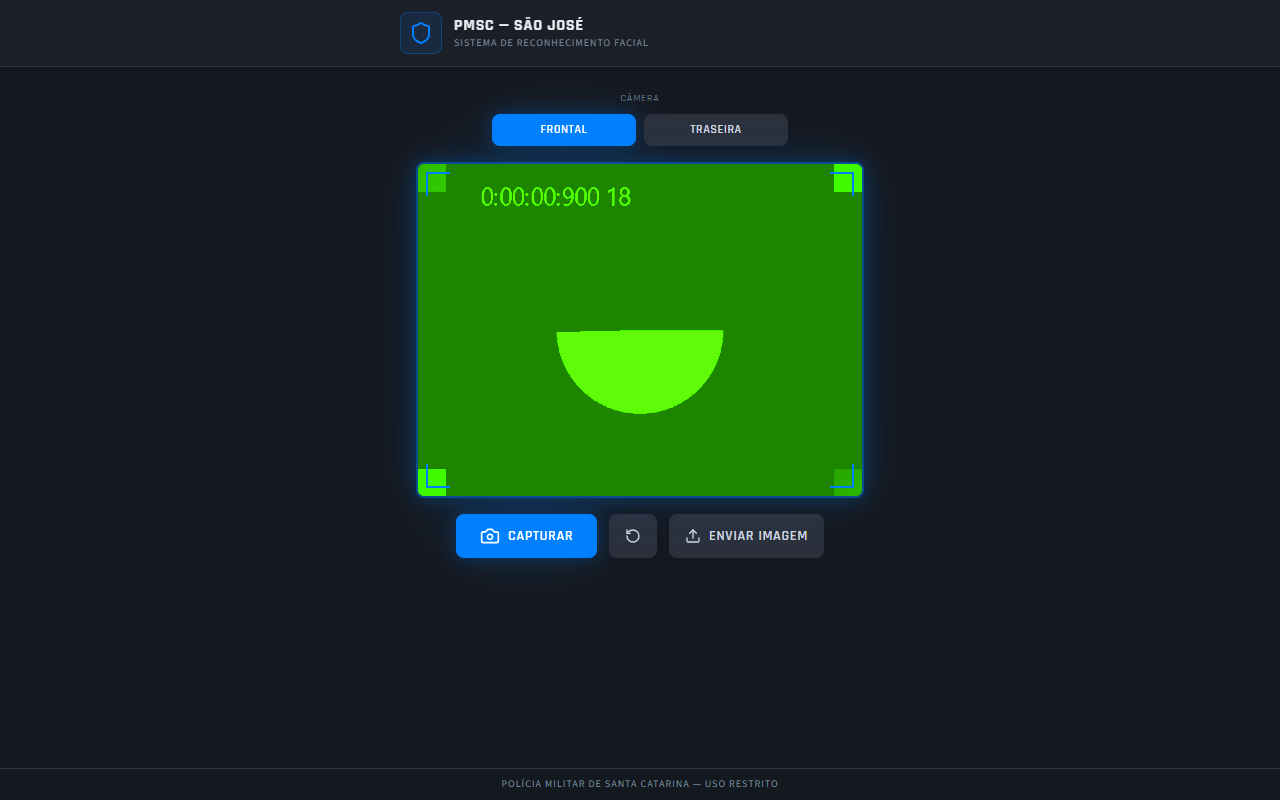 PMSC — SÃO JOSÉ
SISTEMA DE RECONHECIMENTO FACIAL
CÂMERA
FRONTAL
TRASEIRA
0:00:00:900 18
CAPTURAR
ENVIAR IMAGEM
POLÍCIA MILITAR DE SANTA CATARINA — USO RESTRITO